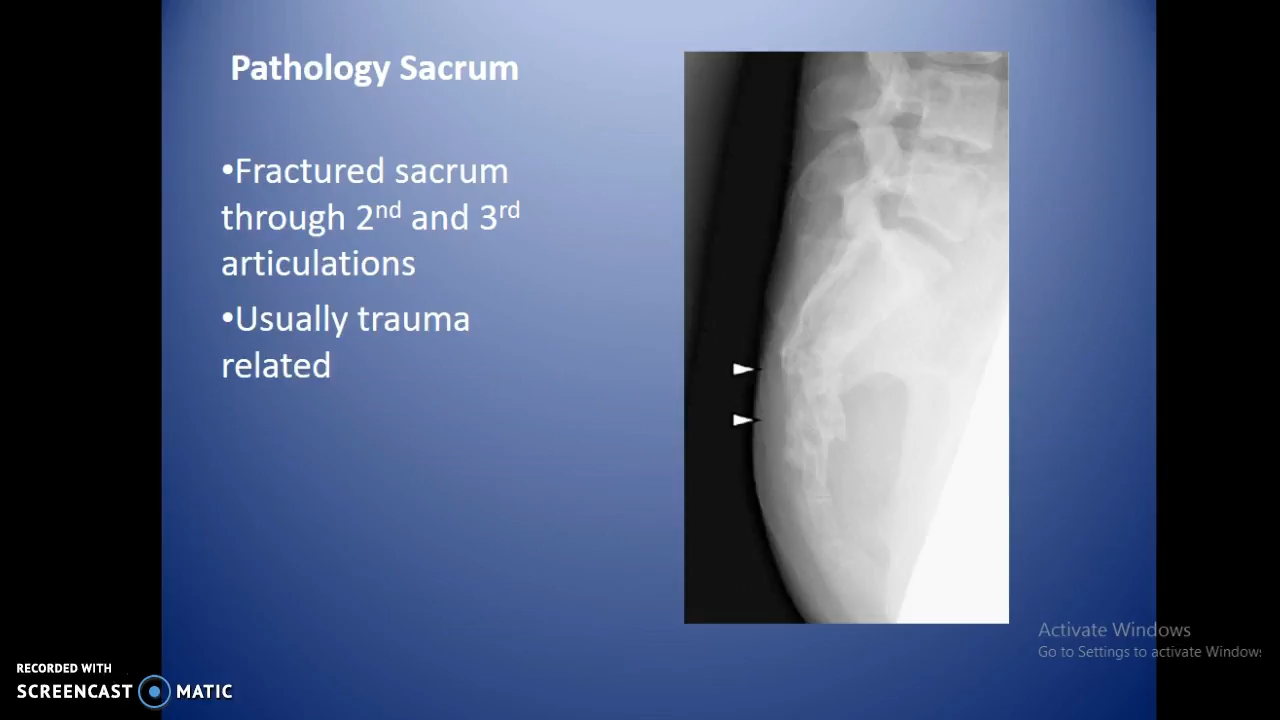 Pathology Sacrum
•Fractured sacrum
through 2nd and 3rd
articulations
•Usually trauma
related
Activate Windows
Go to Settings to activate Windows
RECORDED WITH
SCREENCAST MATIC